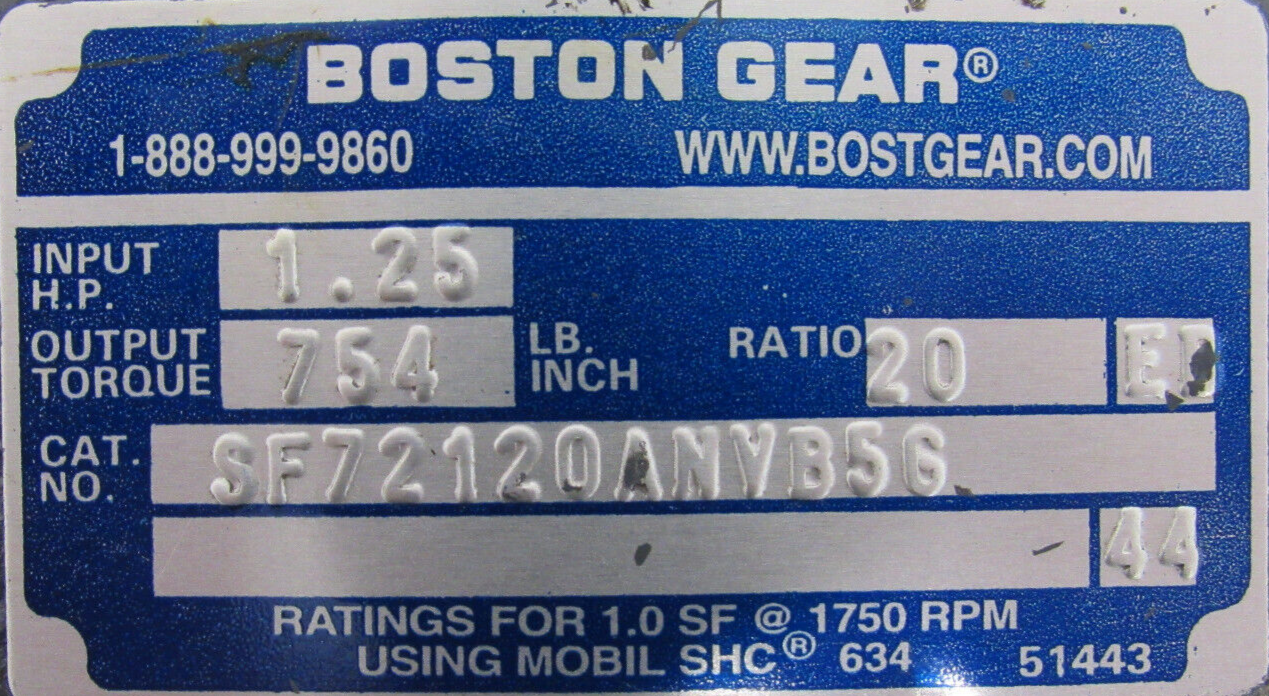 BOSTON GEAR®
1-888-999-9860 WWW.BOSTGEAR.COM
INPUT H.P. 1.25
OUTPUT TORQUE 754 LB. INCH RATIO 20 ED
CAT. NO. SF72120ANVB5G
44
RATINGS FOR 1.0 SF @ 1750 RPM
USING MOBIL SHC® 634 51443